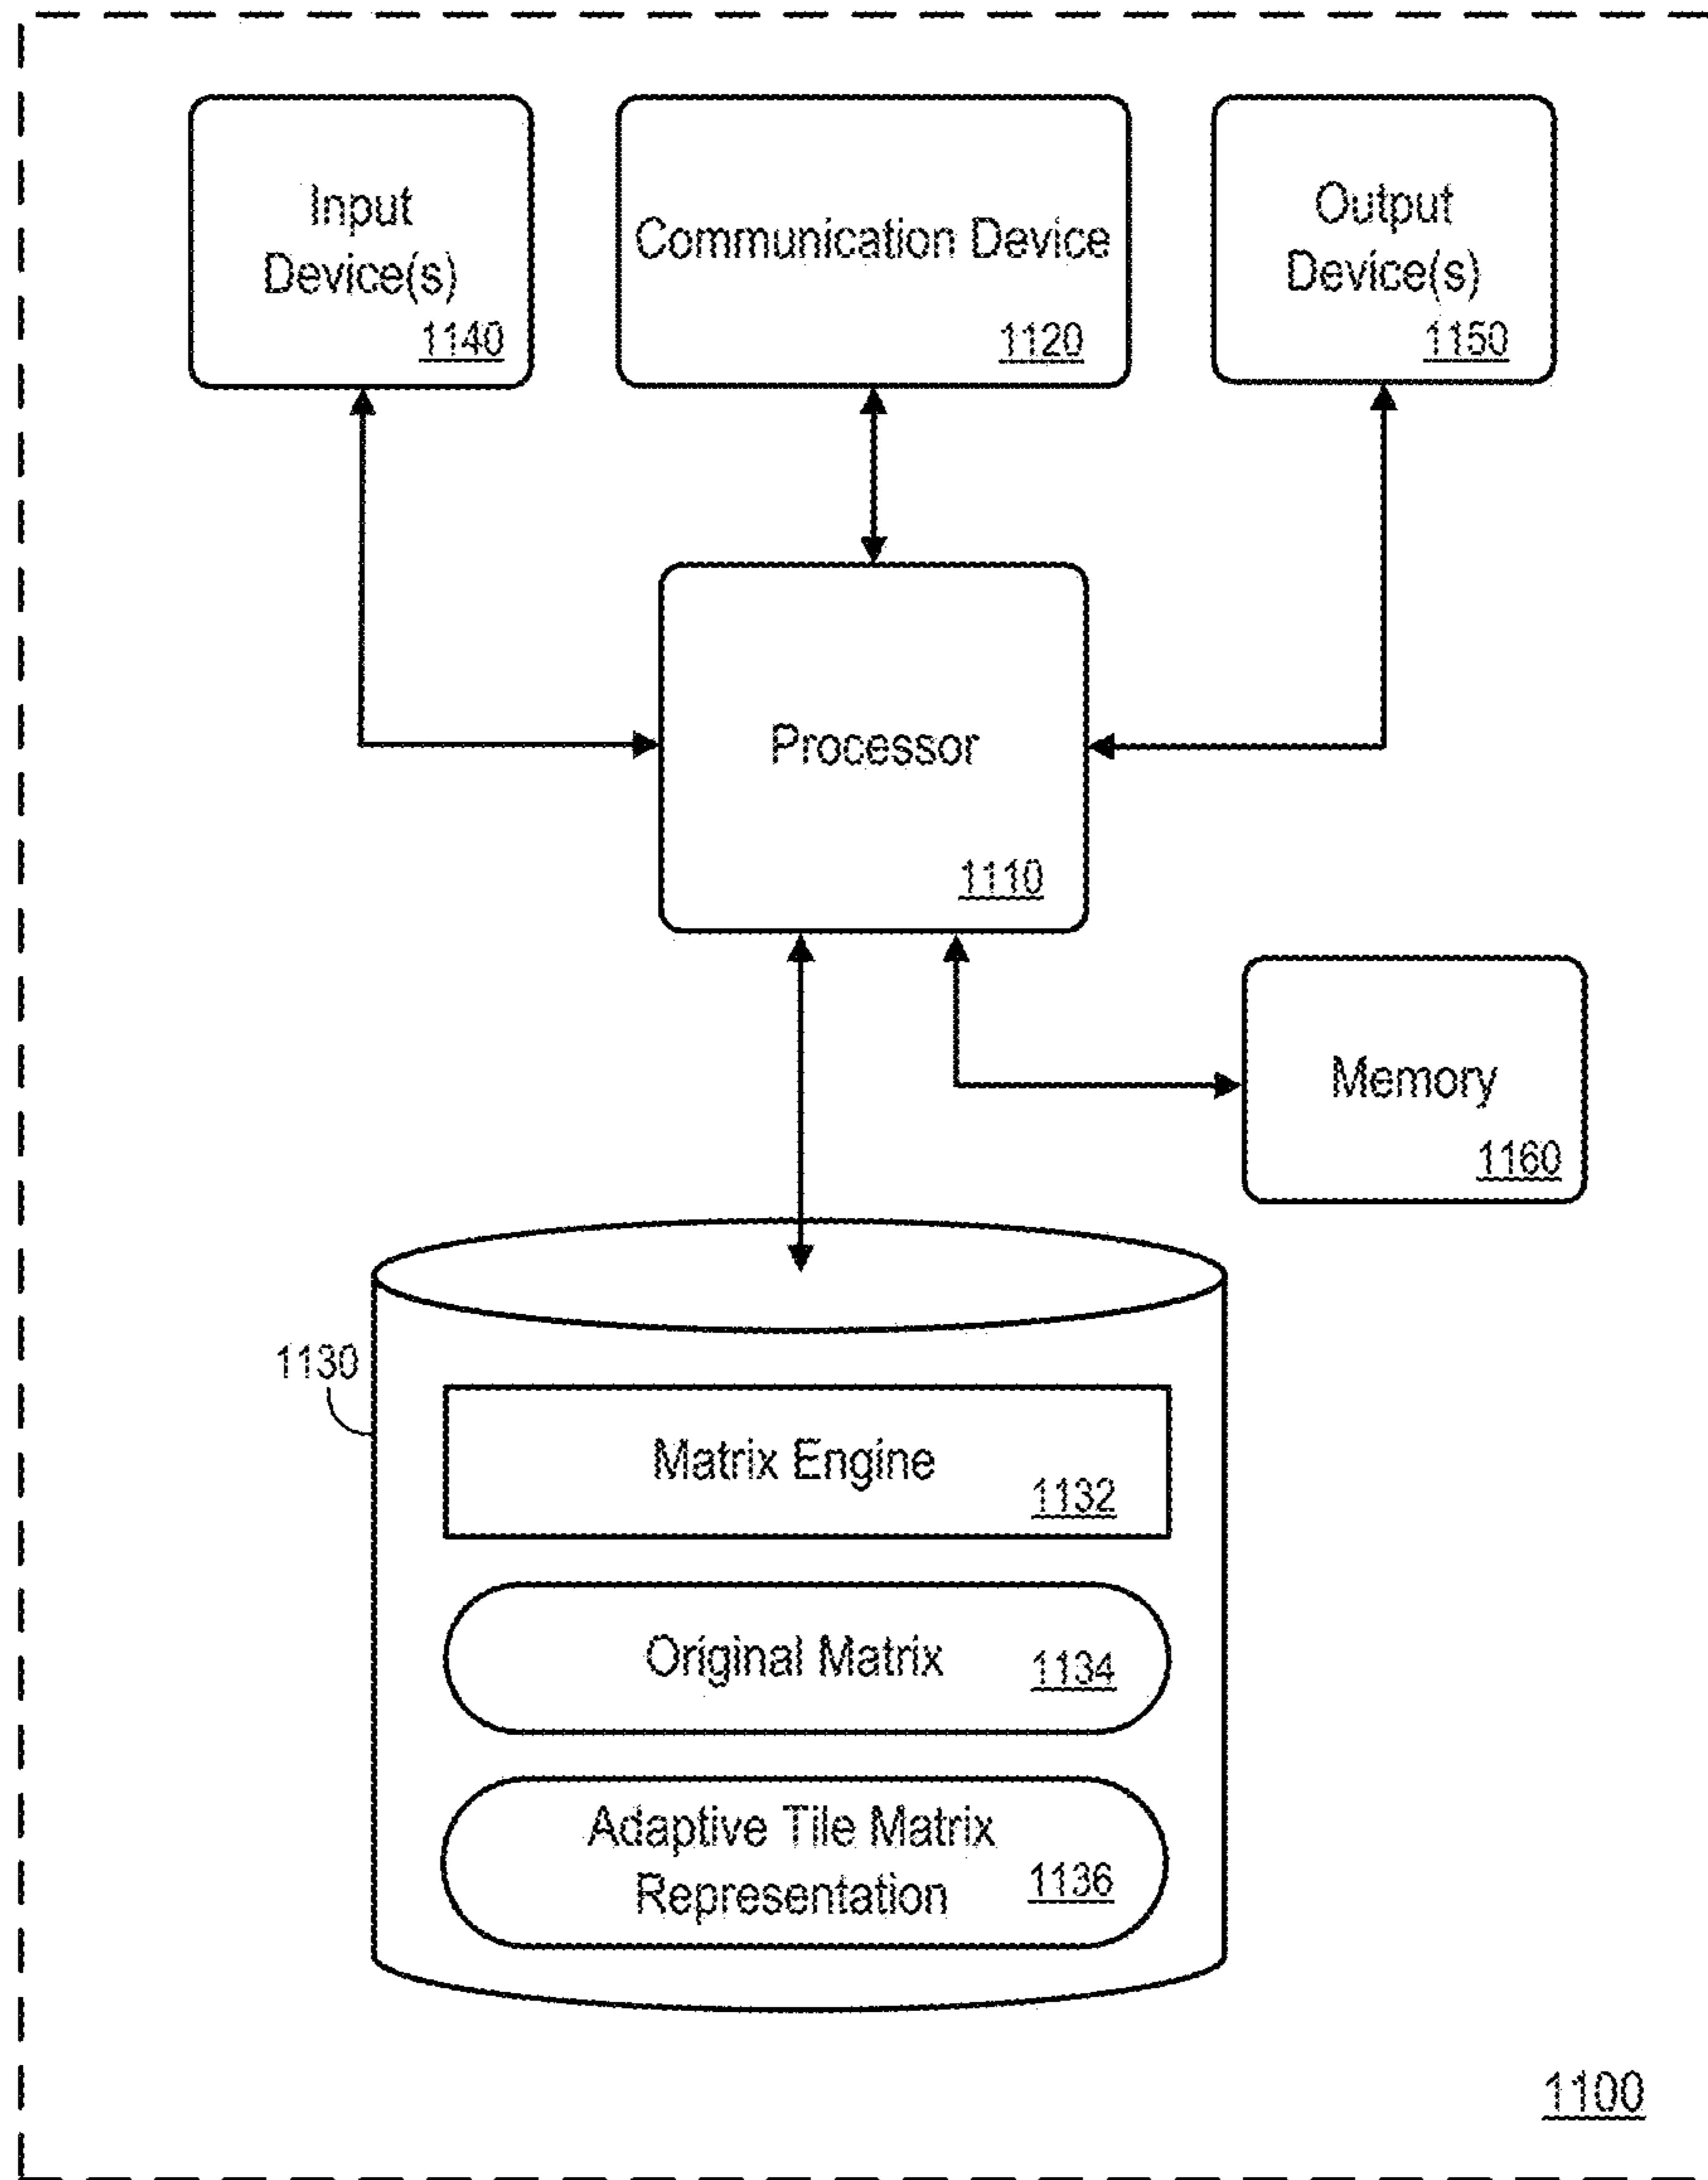 Input
Device(s)
1140
Communication Device
1120
Output
Device(s)
1150
Processor
1110
Memory
1160
1130
Matrix Engine
1132
Original Matrix
1134
Adaptive Tile Matrix
Representation
1136
1100